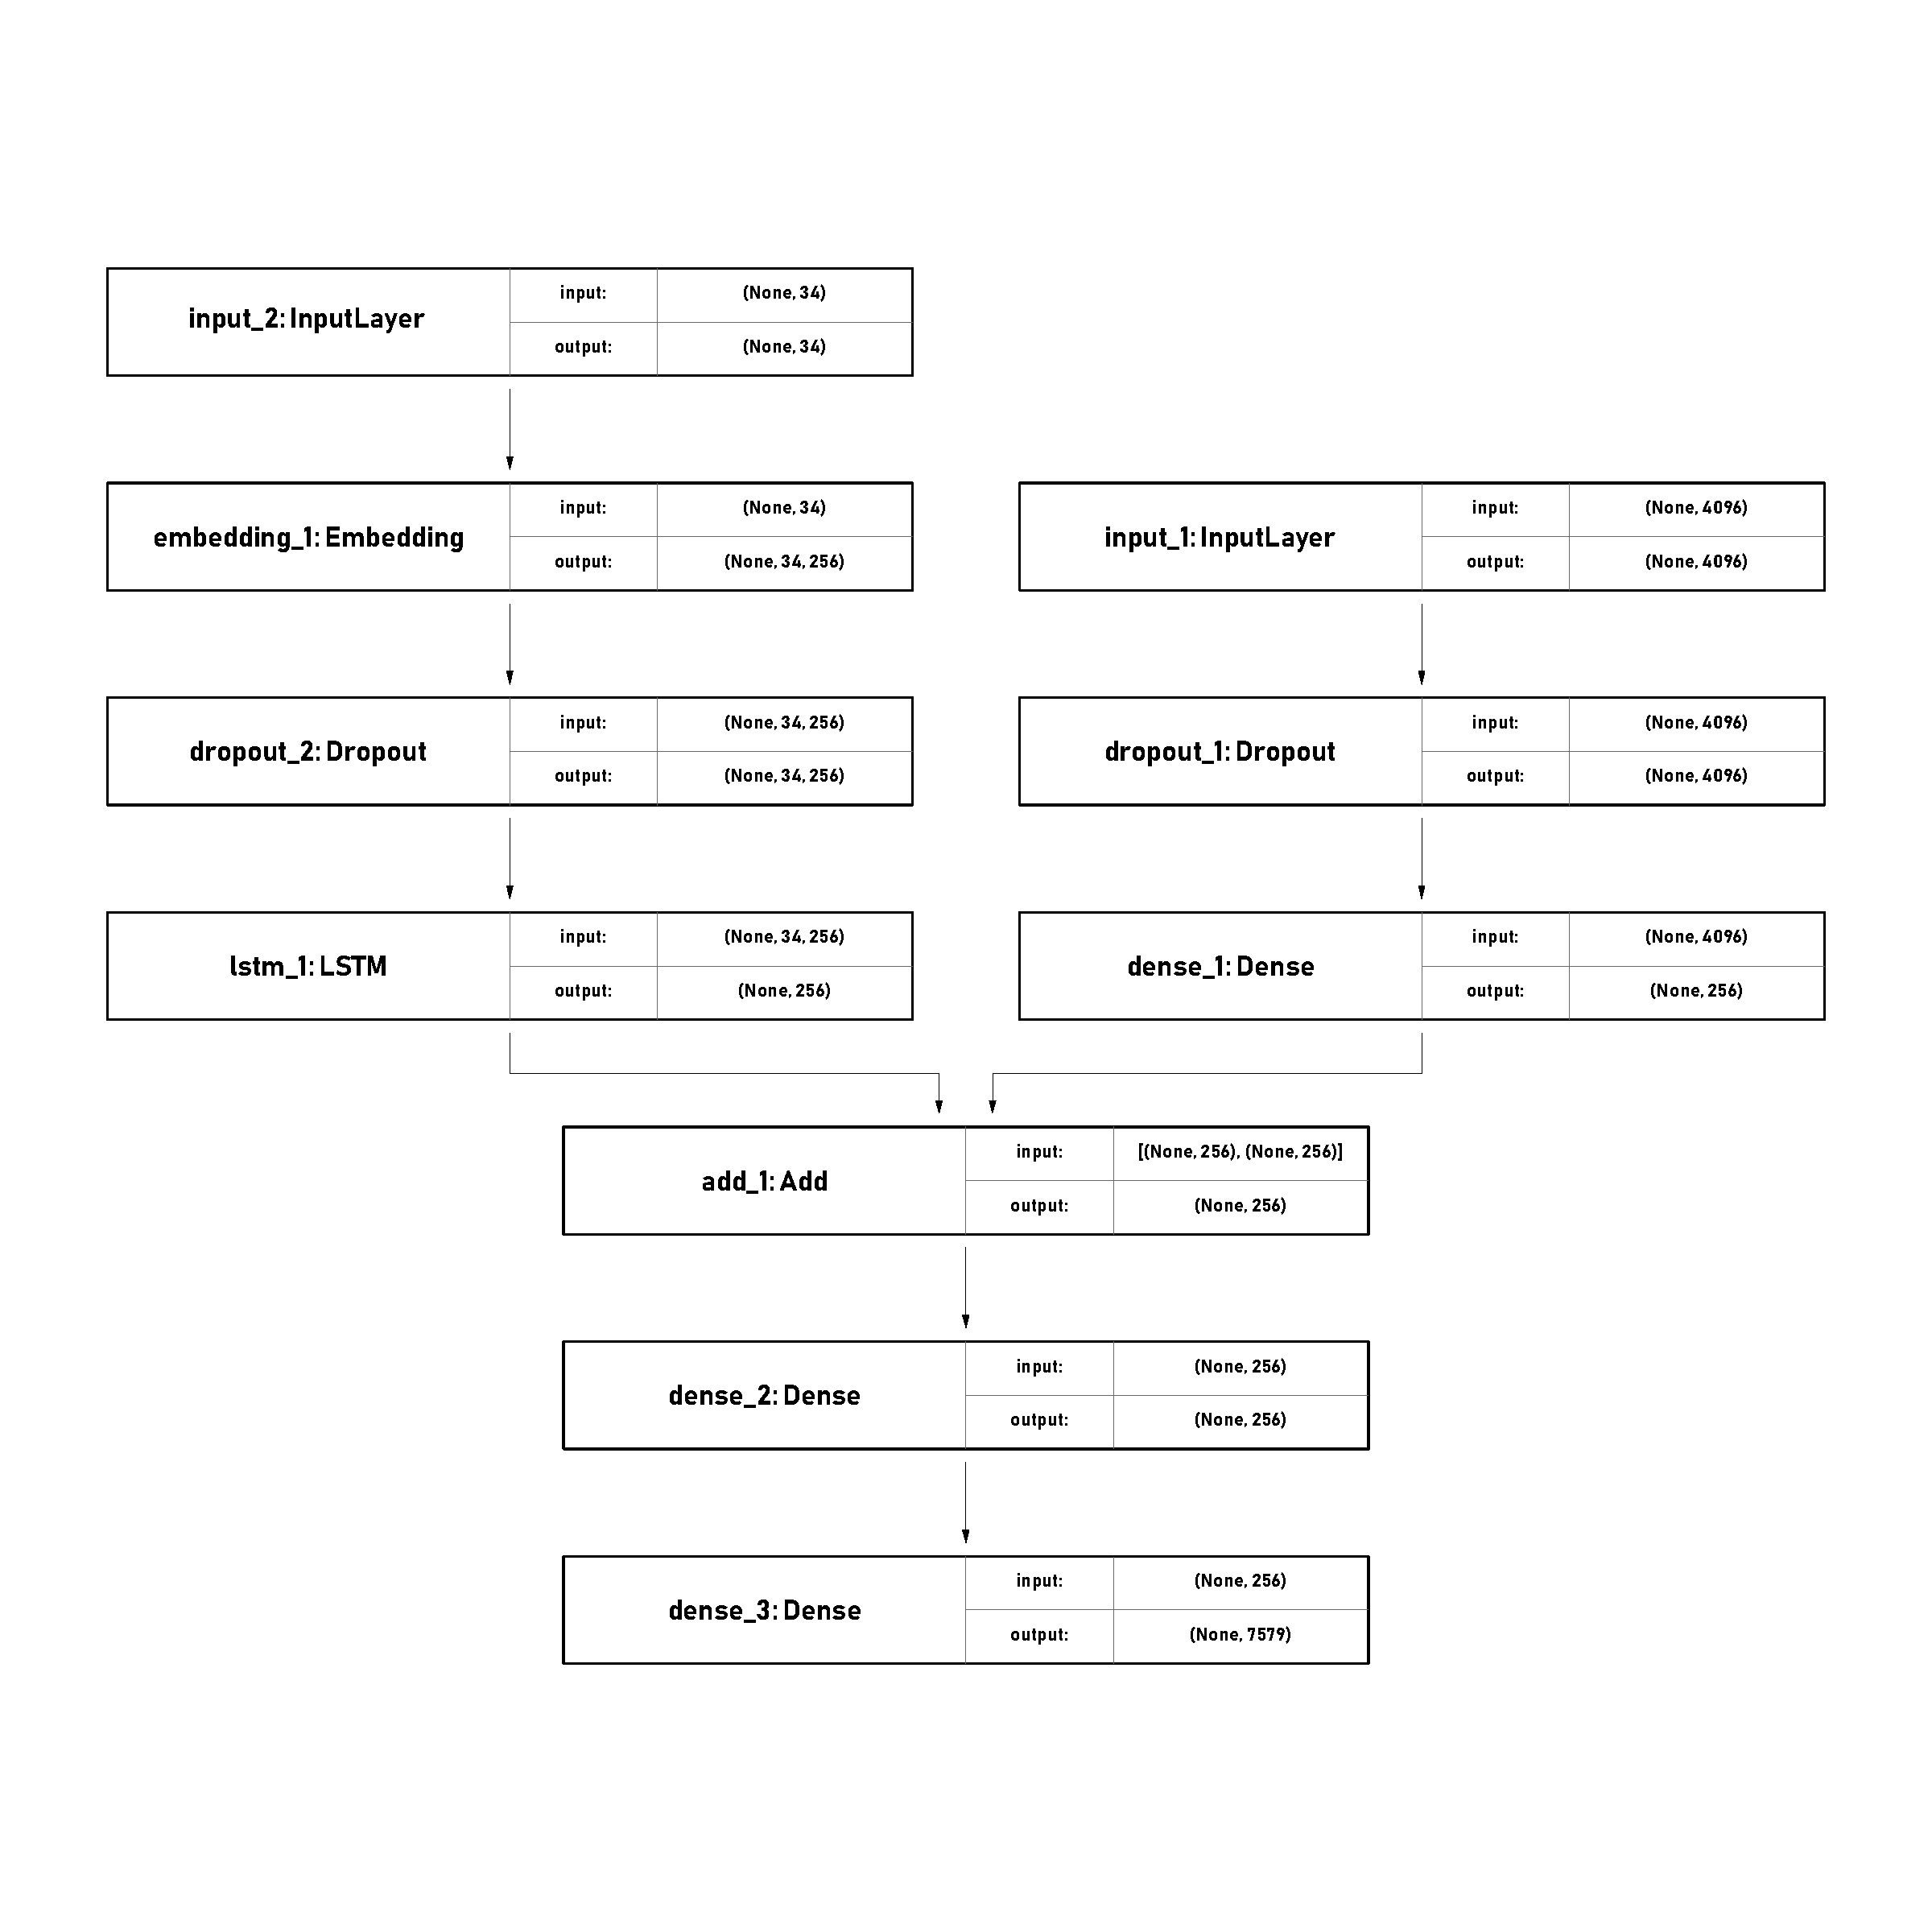 input_2: InputLayer
input:
(None, 34)
output:
(None, 34)
embedding_1: Embedding
input:
(None, 34)
output:
(None, 34, 256)
input_1: InputLayer
input:
(None, 4096)
output:
(None, 4096)
dropout_2: Dropout
input:
(None, 34, 256)
output:
(None, 34, 256)
dropout_1: Dropout
input:
(None, 4096)
output:
(None, 4096)
lstm_1: LSTM
input:
(None, 34, 256)
output:
(None, 256)
dense_1: Dense
input:
(None, 4096)
output:
(None, 256)
add_1: Add
input:
[(None, 256), (None, 256)]
output:
(None, 256)
dense_2: Dense
input:
(None, 256)
output:
(None, 256)
dense_3: Dense
input:
(None, 256)
output:
(None, 7579)